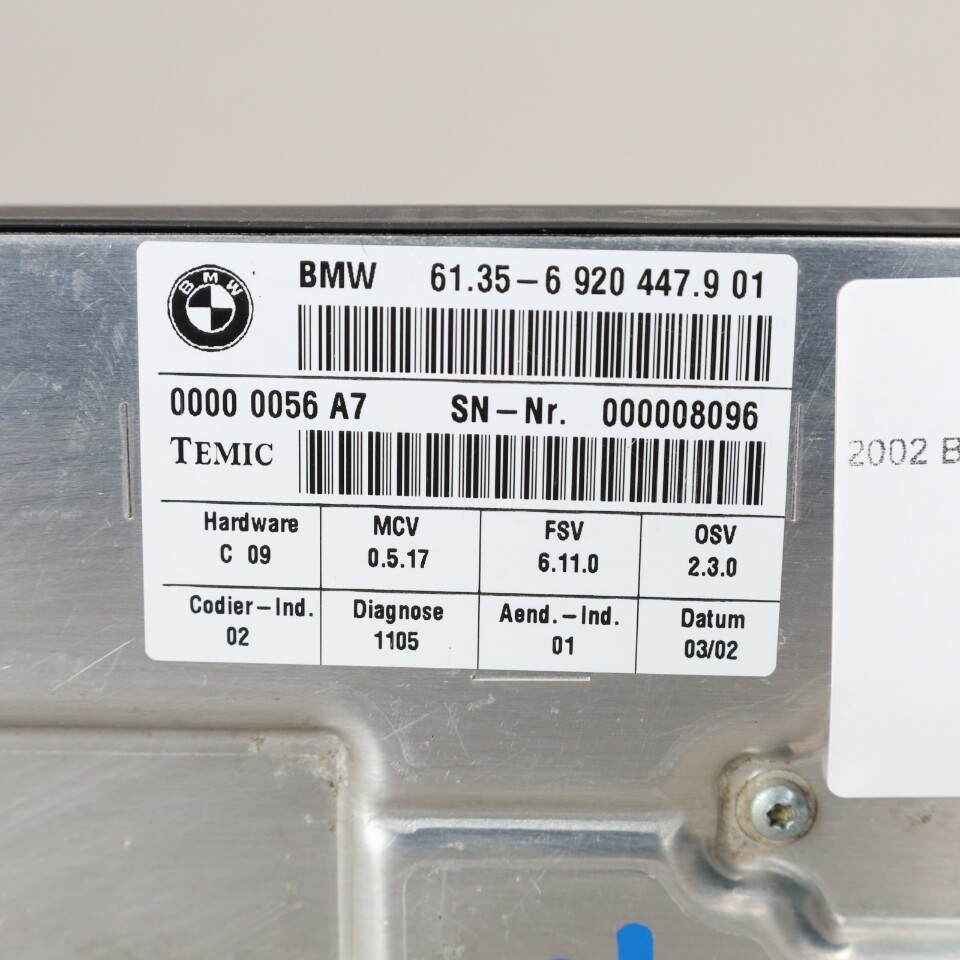 BMW
BMW 61.35-6 920 447.9 01
0000 0056 A7 SN-Nr. 000008096
TEMIC
Hardware MCV FSV OSV
C 09 0.5.17 6.11.0 2.3.0
Codier-Ind. Diagnose Aend.-Ind. Datum
02 1105 01 03/02
2002 B